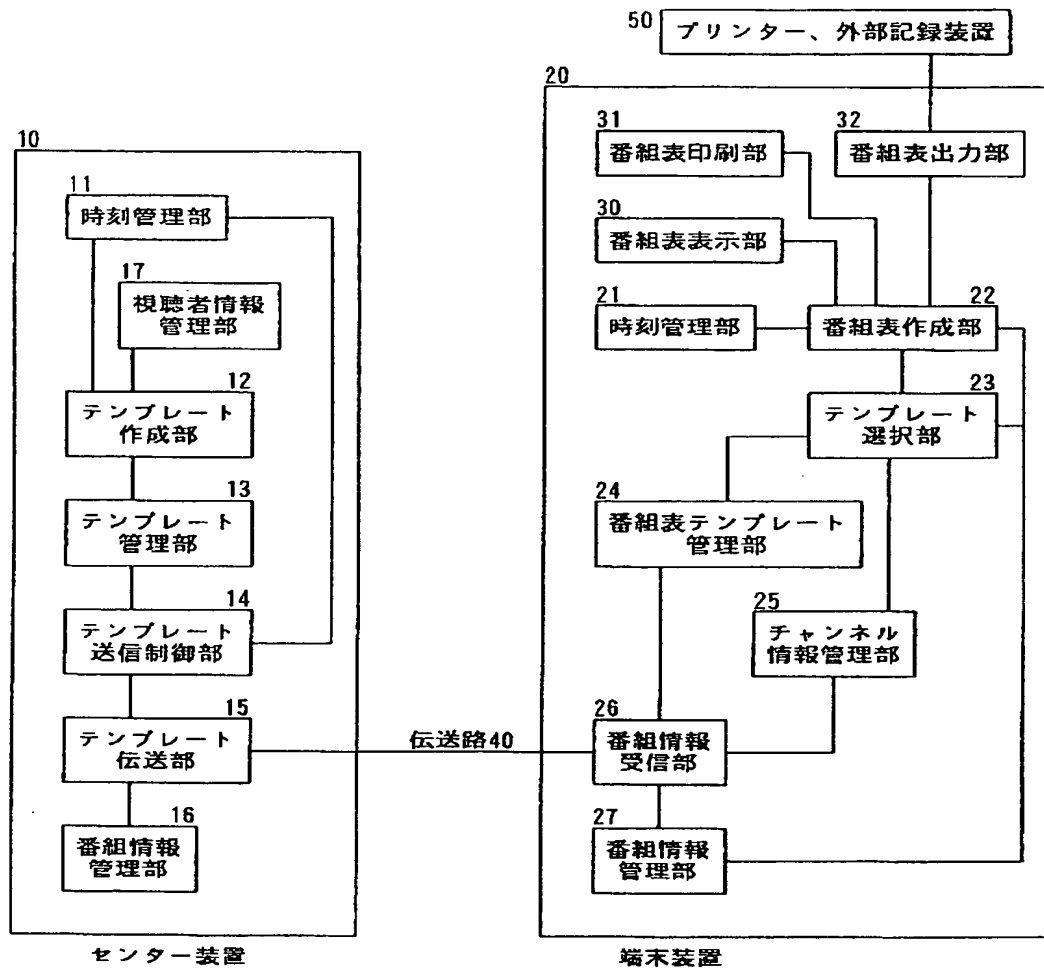 50
プリンター、外部記録装置
10
11
時刻管理部
17
視聴者情報
管理部
12
テンプレート
作成部
13
テンプレート
管理部
14
テンプレート
送信制御部
15
テンプレート
伝送部
16
番組情報
管理部
センター装置
伝送路40
20
31
番組表印刷部
32
番組表出力部
30
番組表表示部
21
時刻管理部
22
番組表作成部
23
テンプレート
選択部
24
番組表テンプレート
管理部
25
チャンネル
情報管理部
26
番組情報
受信部
27
番組情報
管理部
端末装置